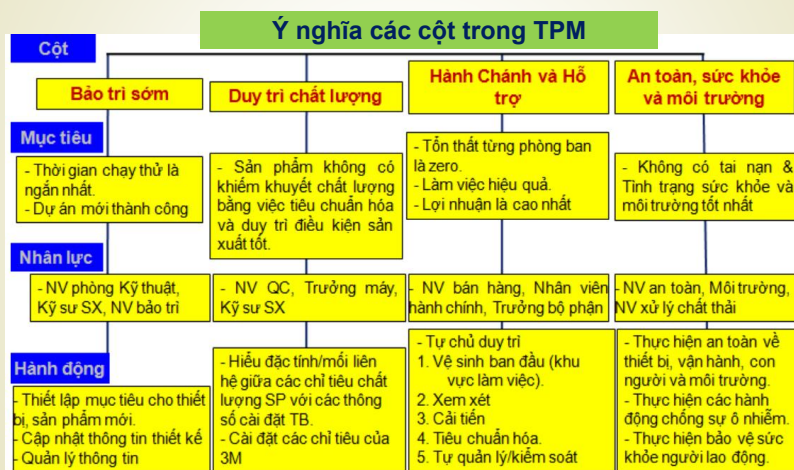 Ý nghĩa các cột trong TPM
Cột
Bảo trì sớm
Duy trì chất lượng
Hành Chánh và Hỗ
trợ
An toàn, sức khỏe
và môi trường
Mục tiêu
- Thời gian chạy thử là
ngắn nhất.
- Dự án mới thành công
- Sản phẩm không có
khiếm khuyết chất lượng
bằng việc tiêu chuẩn hóa
và duy trì điều kiện sản
xuất tốt.
- Tổn thất từng phòng ban
là zero.
- Làm việc hiệu quả.
- Lợi nhuận là cao nhất
- Không có tai nạn &
Tình trạng sức khỏe và
môi trường tốt nhất
Nhân lực
- NV phòng Kỹ thuật,
Kỹ sư SX, NV bảo trì
- NV QC, Trưởng máy,
Kỹ sư SX
- NV bán hàng, Nhân viên
hành chính, Trưởng bộ phận
- NV an toàn, Môi trường,
NV xử lý chất thải
Hành động
- Thiết lập mục tiêu cho thiết
bị, sản phẩm mới.
- Cập nhật thông tin thiết kế
- Quản lý thông tin
- Hiểu đặc tính/mối liên
hệ giữa các chỉ tiêu chất
lượng SP với các thông
số cài đặt TB.
- Cài đặt các chỉ tiêu của
3M
- Tự chủ duy trì
1. Vệ sinh ban đầu (khu
vực làm việc).
2. Xem xét
3. Cải tiến
4. Tiêu chuẩn hóa.
5. Tự quản lý/kiểm soát
- Thực hiện an toàn về
thiết bị, vận hành, con
người và môi trường.
- Thực hiện các hành
động chống sự ô nhiễm.
- Thực hiện bảo vệ sức
khỏe người lao động.